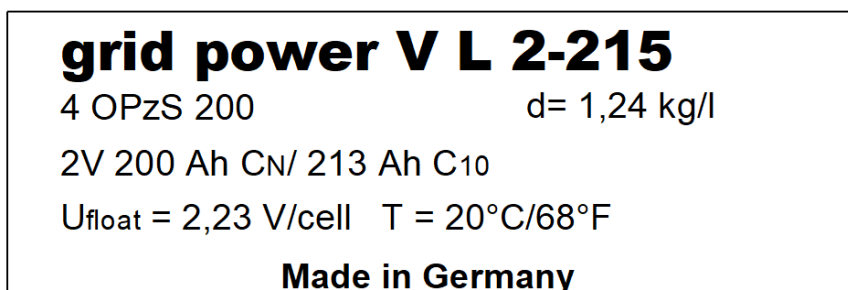 grid power V L 2-215
4 OPzS 200 d= 1,24 kg/l
2V 200 Ah CN/ 213 Ah C10
Ufloat = 2,23 V/cell T = 20°C/68°F
Made in Germany